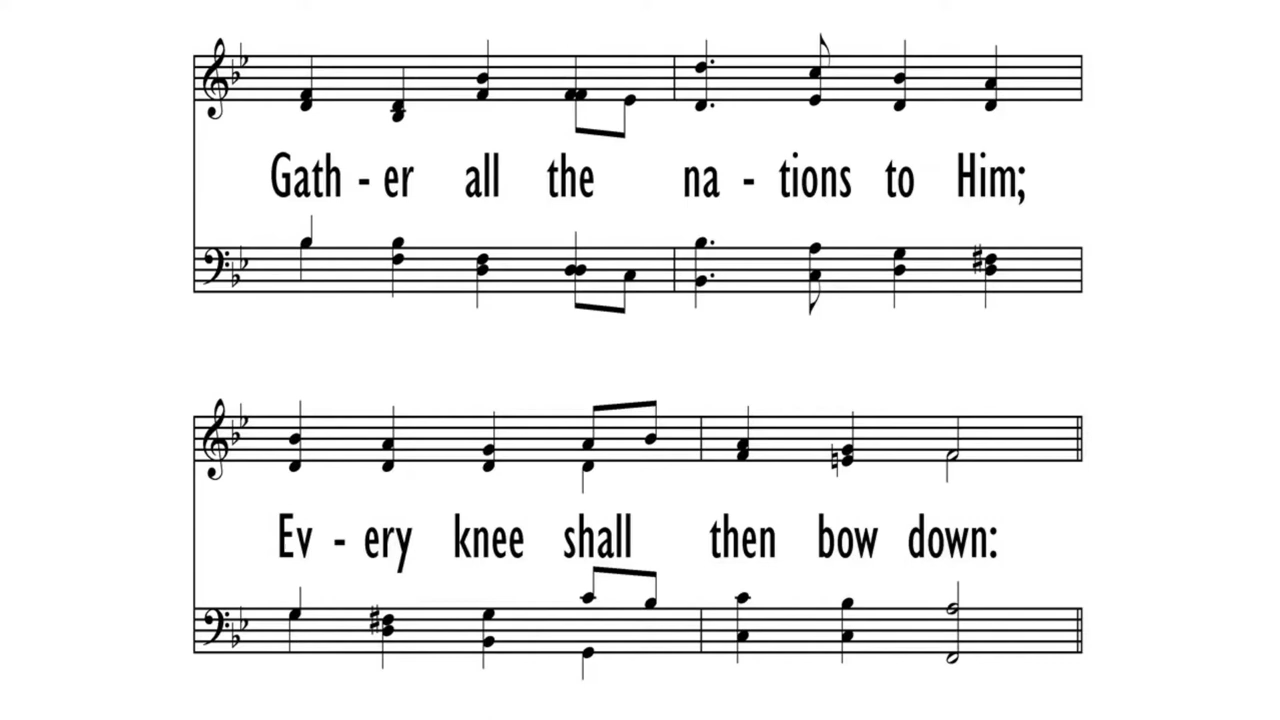 Gath - er all the na - tions to Him;
Ev - ery knee shall then bow down: